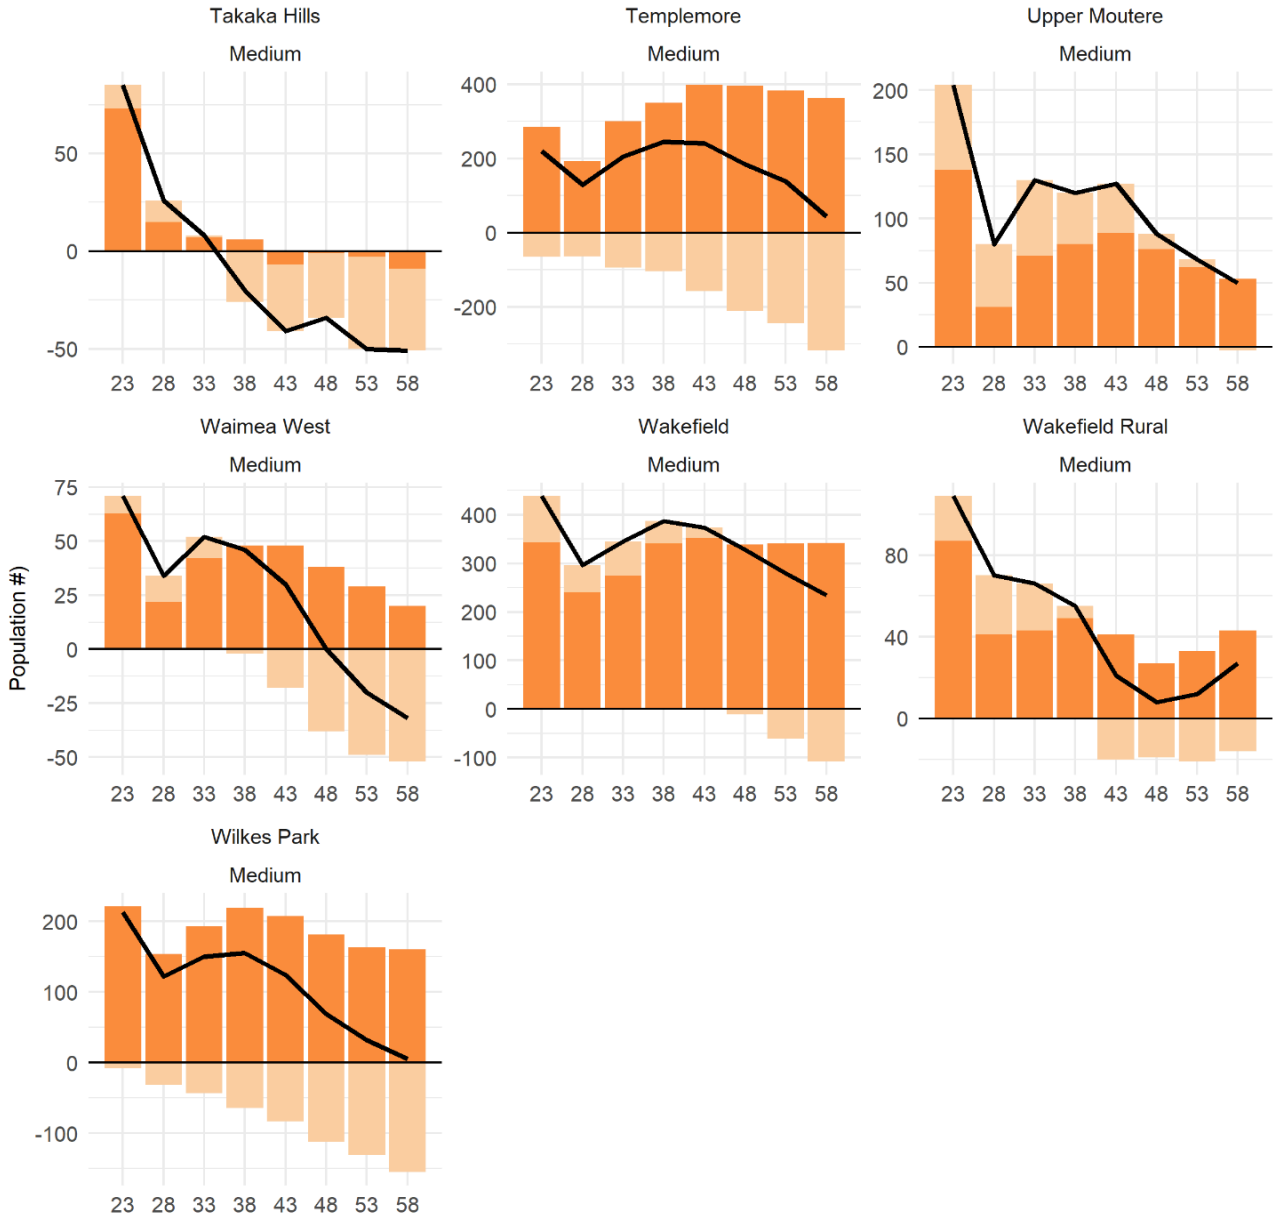 Takaka Hills
Medium
50
0
-50
23 28 33 38 43 48 53 58
Templemore
Medium
400
200
0
-200
23 28 33 38 43 48 53 58
Upper Moutere
Medium
200
150
100
50
0
23 28 33 38 43 48 53 58
Population #)
Waimea West
Medium
75
50
25
0
-25
-50
23 28 33 38 43 48 53 58
Wakefield
Medium
400
300
200
100
0
-100
23 28 33 38 43 48 53 58
Wakefield Rural
Medium
80
40
0
23 28 33 38 43 48 53 58
Wilkes Park
Medium
200
100
0
-100
23 28 33 38 43 48 53 58